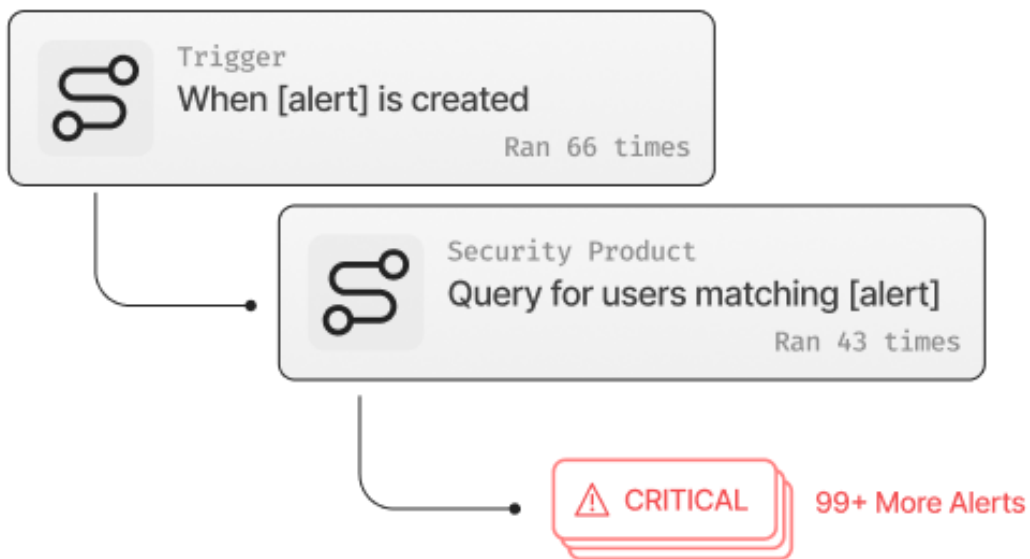 Trigger
When [alert] is created
Ran 66 times
Security Product
Query for users matching [alert]
Ran 43 times
CRITICAL
99+ More Alerts